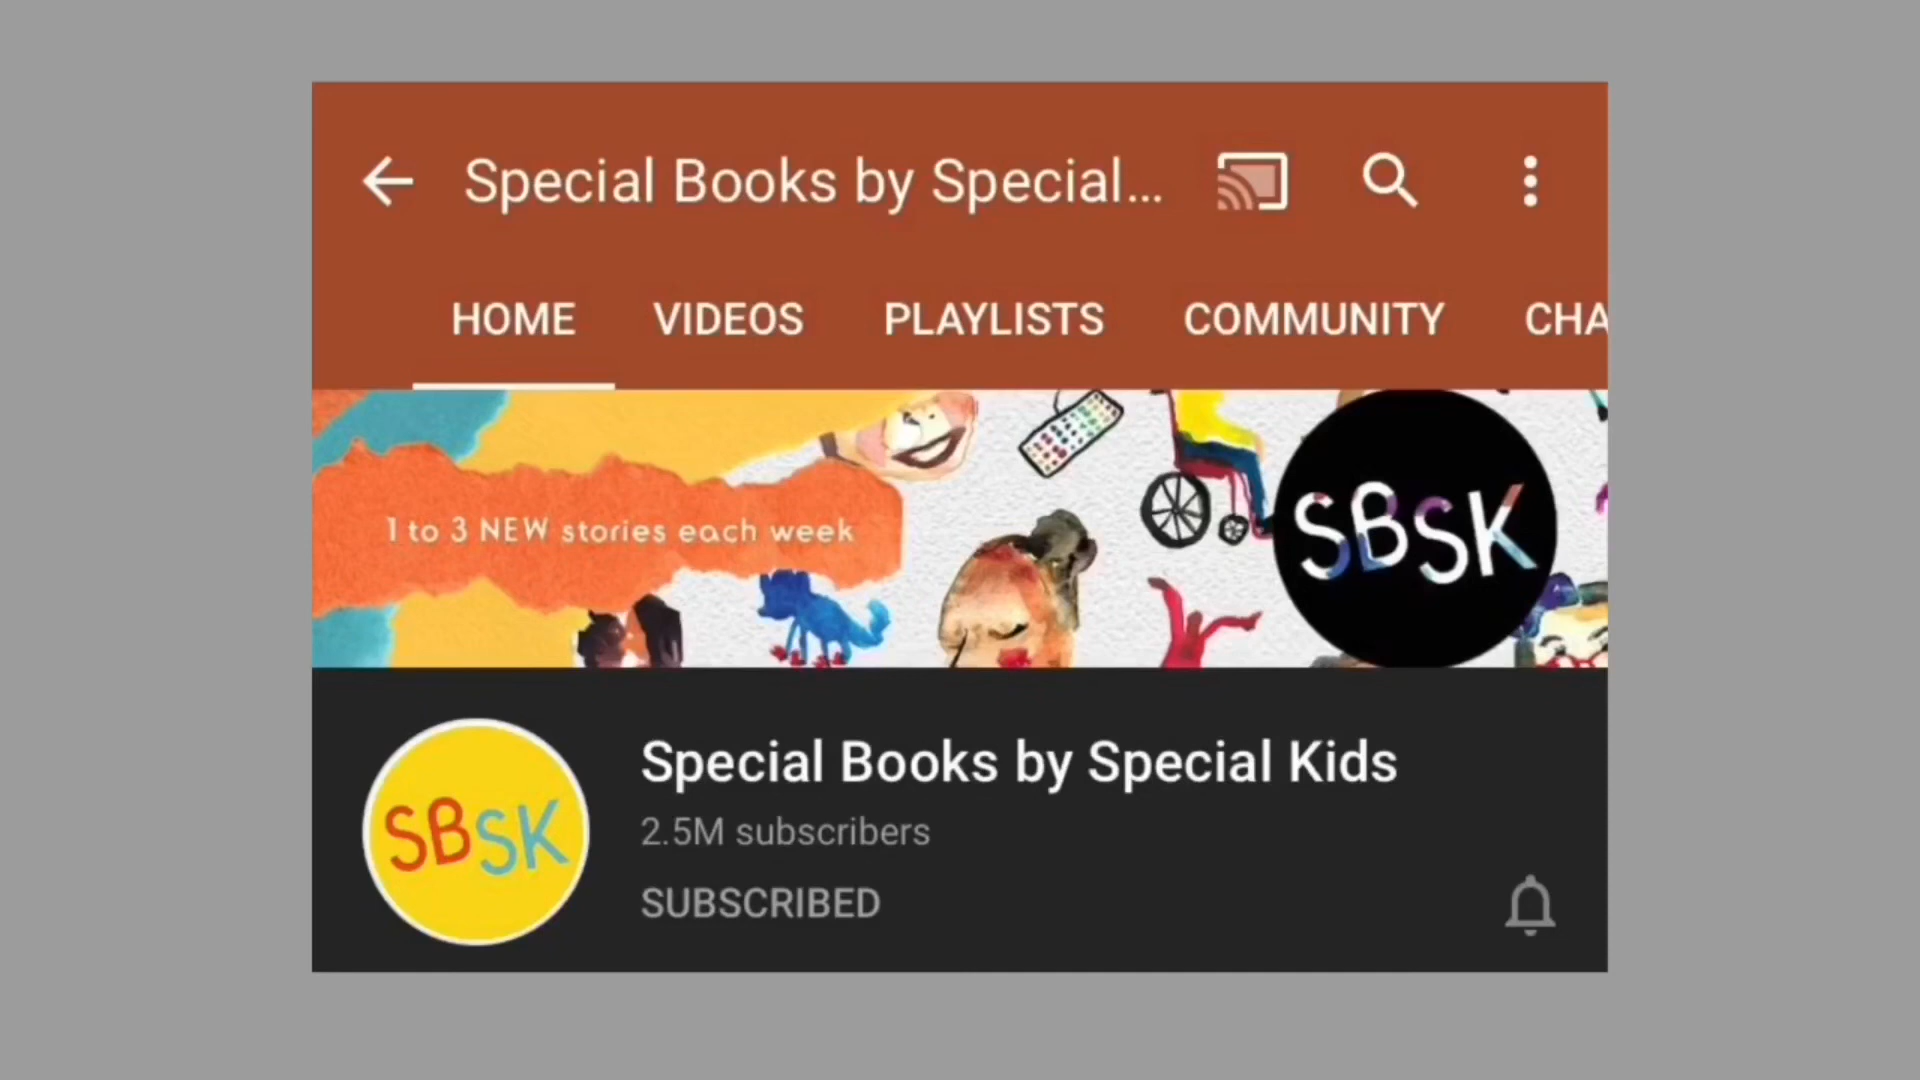 Special Books by Special...
HOME VIDEOS PLAYLISTS COMMUNITY CHA
1 to 3 NEW stories each week
SBSK
Special Books by Special Kids
SBSK
2.5M subscribers
SUBSCRIBED